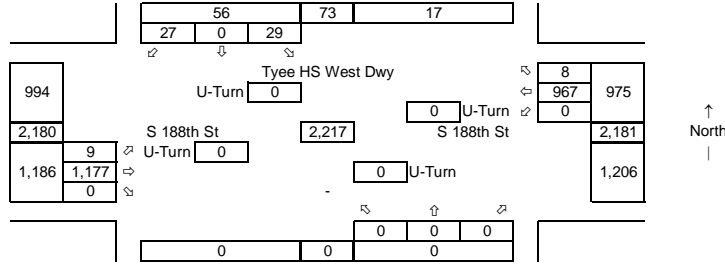 56 73 17
27 0 29
⬃ ⇩ ⬂
Tyee HS West Dwy
⬁ 8
994 U-Turn 0 ⇦ 967 975
0 U-Turn ⬃ 0 ↑
2,180 S 188th St 2,217 S 188th St 2,181 North
9 ⬀ U-Turn 0 |
1,186 1,177 ⇨ 0 U-Turn 1,206
0 ⬂ -
⬁ ⇧ ⬀
0 0 0
0 0 0